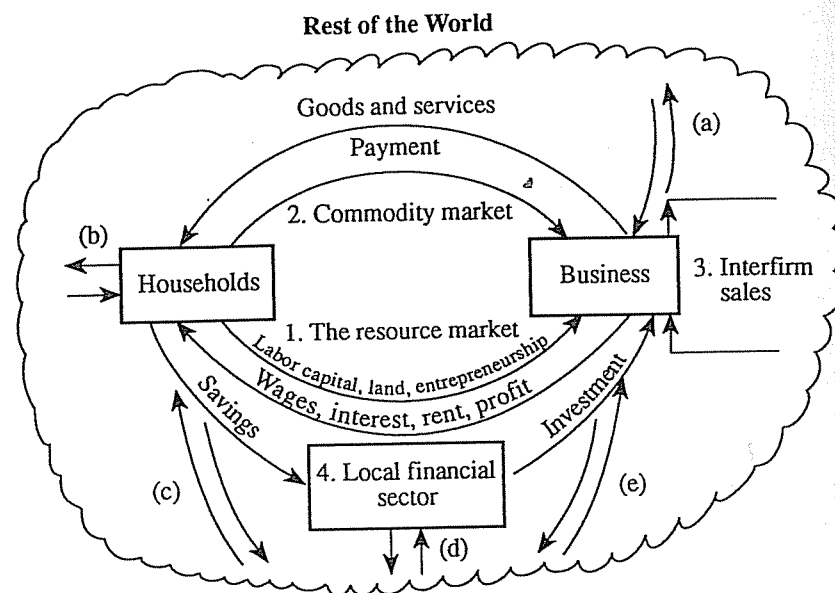 Rest of the World
Goods and services
Payment
(a)
2. Commodity market
(b)
Households
Business
3. Interfirm
sales
1. The resource market
Labor capital, land, entrepreneurship
Wages, interest, rent, profit
Savings
Investment
4. Local financial
sector
(c)
(e)
(d)